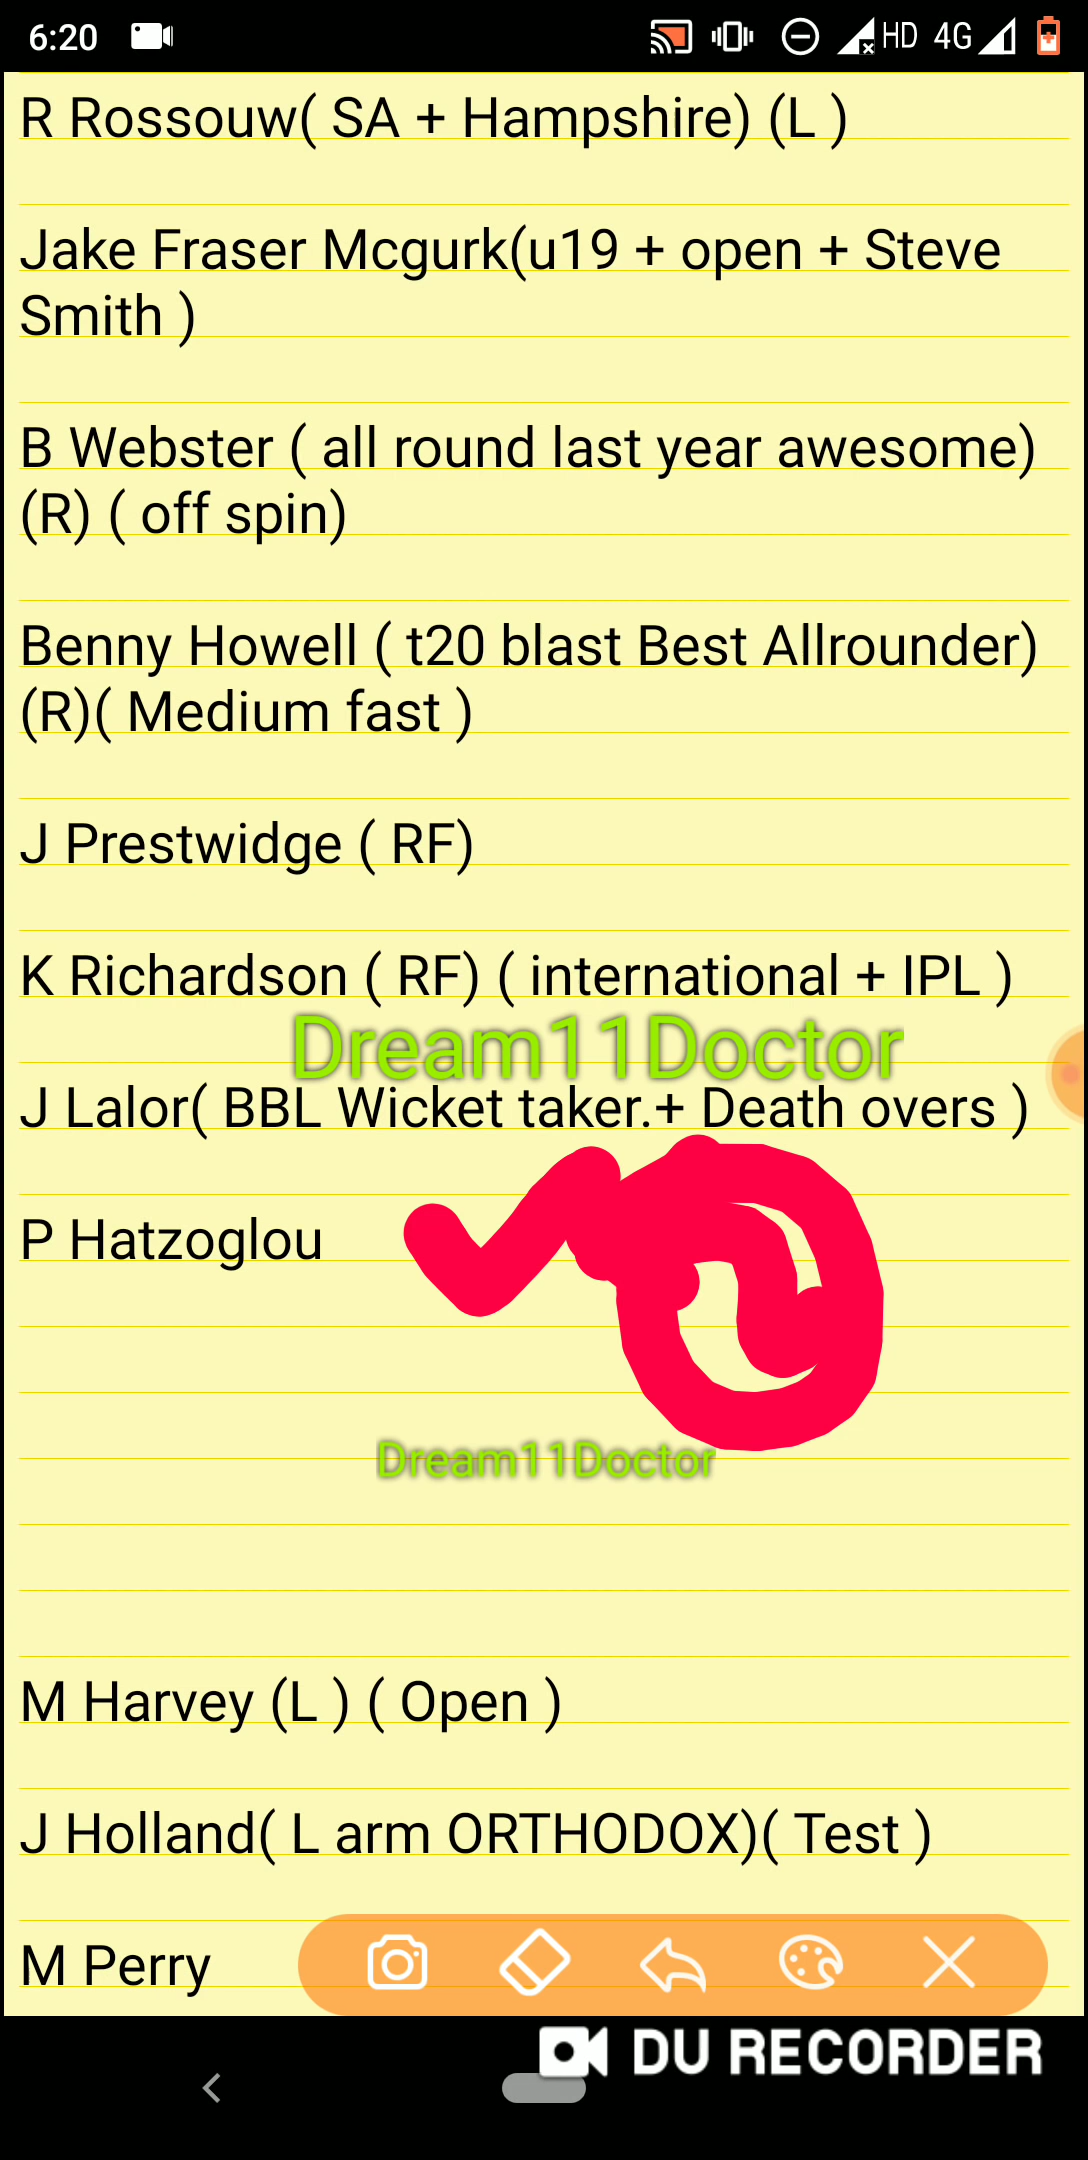 6:20 HD 4G
R Rossouw( SA + Hampshire) (L )
Jake Fraser Mcgurk(u19 + open + Steve
Smith )
B Webster ( all round last year awesome)
(R) ( off spin)
Benny Howell ( t20 blast Best Allrounder)
(R)( Medium fast )
J Prestwidge ( RF)
K Richardson ( RF) ( international + IPL )
Dream11Doctor
J Lalor( BBL Wicket taker.+ Death overs )
P Hatzoglou
Dream11Doctor
M Harvey (L ) ( Open )
J Holland( L arm ORTHODOX)( Test )
M Perry
DU RECORDER